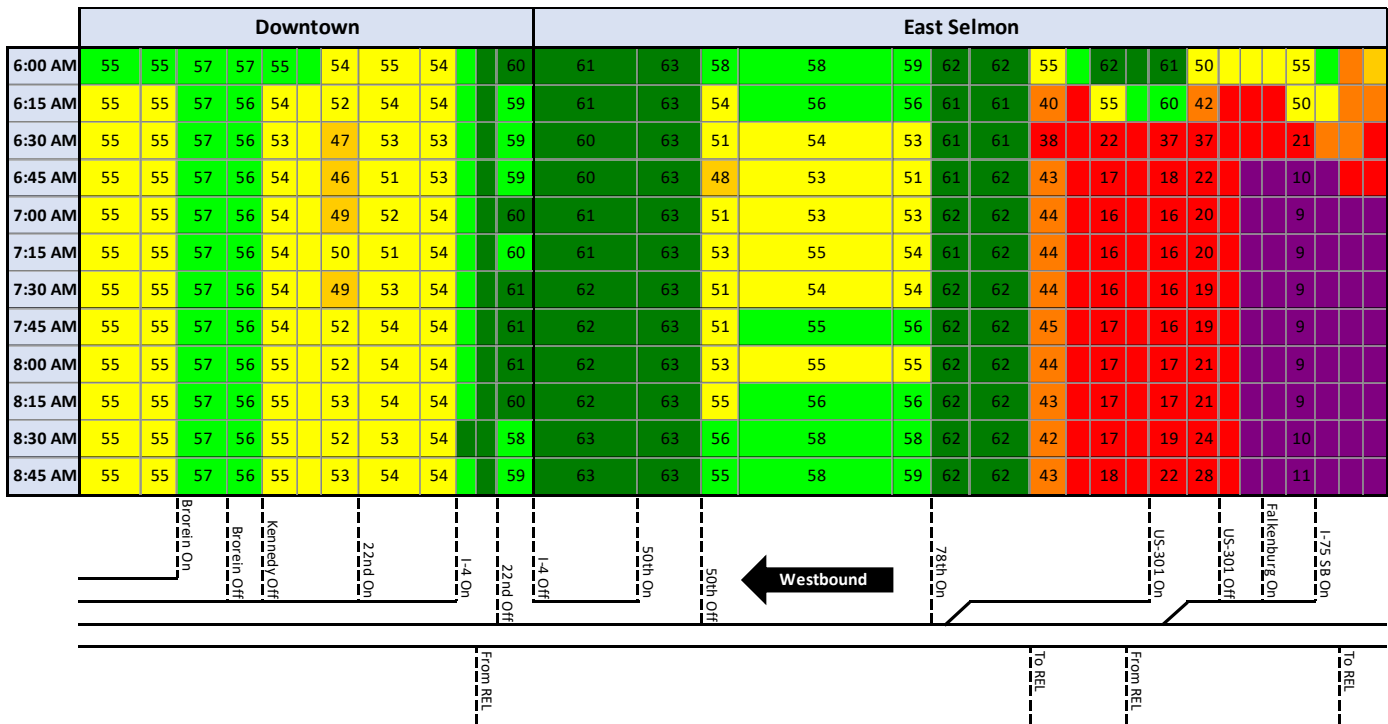 Downtown East Selmon
6:00 AM 55 55 57 57 55 54 55 54 60 61 63 58 58 59 62 62 55 62 61 50 55
6:15 AM 55 55 57 56 54 52 54 54 59 61 63 54 56 56 61 61 40 55 60 42 50
6:30 AM 55 55 57 56 53 47 53 53 59 60 63 51 54 53 61 61 38 22 37 37 21
6:45 AM 55 55 57 56 54 46 51 53 59 60 63 48 53 51 61 62 43 17 18 22 10
7:00 AM 55 55 57 56 54 49 52 54 60 61 63 51 53 53 62 62 44 16 16 20 9
7:15 AM 55 55 57 56 54 50 51 54 60 61 63 53 55 54 62 62 44 16 16 20 9
7:30 AM 55 55 57 56 54 49 53 54 61 62 63 51 54 54 62 62 44 16 16 19 9
7:45 AM 55 55 57 56 54 52 54 54 61 62 63 51 55 56 62 62 45 17 16 19 9
8:00 AM 55 55 57 56 55 52 54 54 61 62 63 53 55 55 62 62 44 17 17 21 9
8:15 AM 55 55 57 56 55 53 54 54 60 62 63 55 56 56 62 62 43 17 17 21 9
8:30 AM 55 55 57 56 55 52 53 54 58 63 63 56 58 58 62 62 42 17 19 24 10
8:45 AM 55 55 57 56 55 53 54 54 59 63 63 55 58 59 62 62 43 18 22 28 11
Brorein On
Brorein Off
Kennedy Off
22nd On
I-4 On
22nd Off
I-4 Off
50th On
50th Off
Westbound
78th On
US-301 On
US-301 Off
Falkenburg On
I-75 SB On
From REL
To REL
From REL
To REL